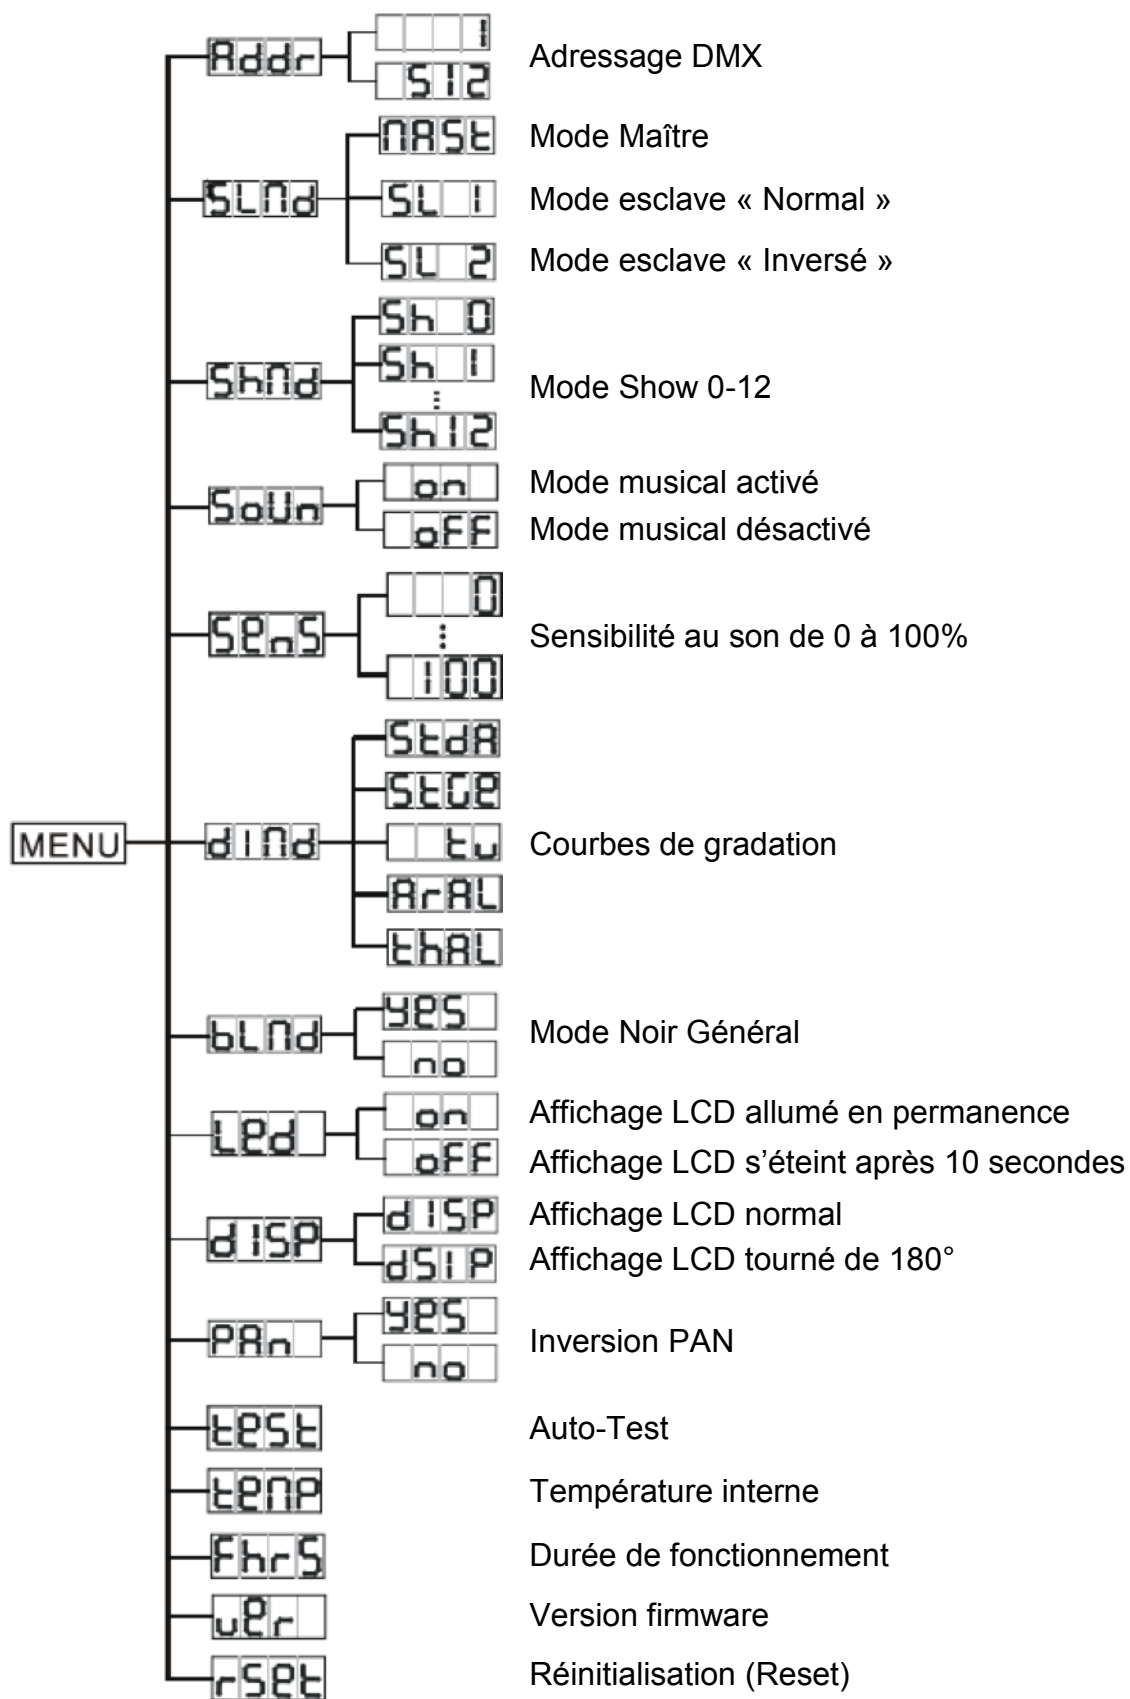 1
Addr
512
Adressage DMX
MASt
Mode Maître
SLMd
SL 1
Mode esclave « Normal »
SL 2
Mode esclave « Inversé »
Sh 0
ShMd
Sh 1
⋮
Sh12
Mode Show 0-12
SoUn
on
Mode musical activé
oFF
Mode musical désactivé
0
SenS
⋮
100
Sensibilité au son de 0 à 100%
StdA
StGe
MENU
dIMd
tv
Courbes de gradation
ArAL
thAL
bLMd
yeS
no
Mode Noir Général
Led
on
Affichage LCD allumé en permanence
oFF
Affichage LCD s’éteint après 10 secondes
dISP
dISP
Affichage LCD normal
dSIP
Affichage LCD tourné de 180°
PAn
yeS
no
Inversion PAN
teSt
Auto-Test
teMP
Température interne
FhrS
Durée de fonctionnement
ver
Version firmware
rSet
Réinitialisation (Reset)